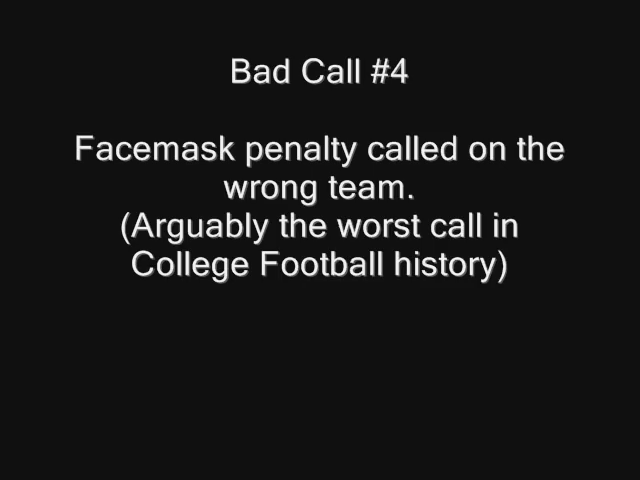 Bad Call #4
Facemask penalty called on the
wrong team.
(Arguably the worst call in
College Football history)